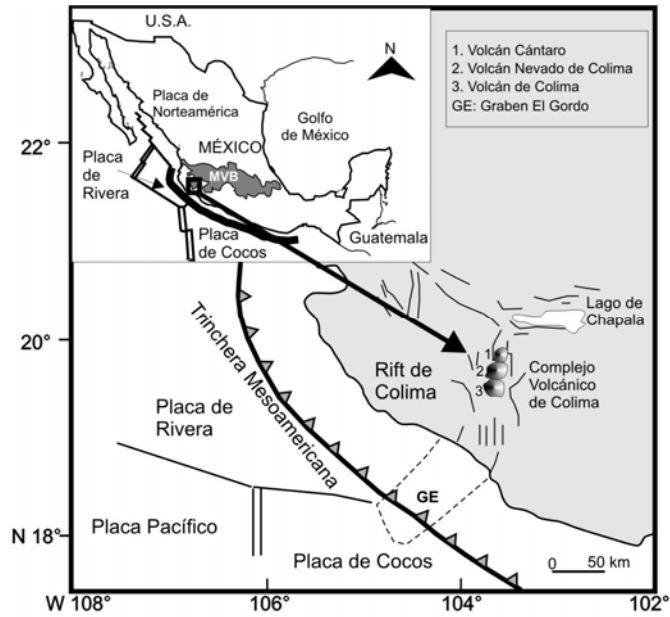 U.S.A.
N
Placa de
Norteamérica
Golfo
de México
MÉXICO
MVB
Placa
de
Rivera
Placa
de Cocos
Guatemala
1. Volcán Cántaro
2. Volcán Nevado de Colima
3. Volcán de Colima
GE: Graben El Gordo
22°
20°
N 18°
Lago de
Chapala
1
2
3
Rift de
Colima
Complejo
Volcánico
de Colima
Trinchera Mesoamericana
Placa de
Rivera
GE
Placa Pacífico
Placa de Cocos
0 50 km
W 108°
106°
104°
102°